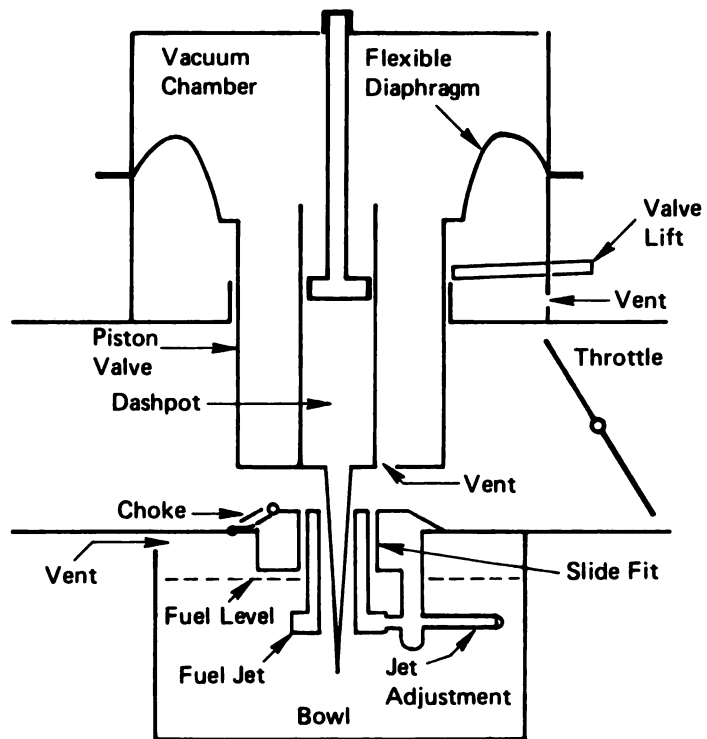 Vacuum
Chamber
Flexible
Diaphragm
Valve
Lift
Vent
Piston
Valve
Throttle
Dashpot
Vent
Choke
Vent
Slide Fit
Fuel Level
Fuel Jet
Jet
Adjustment
Bowl